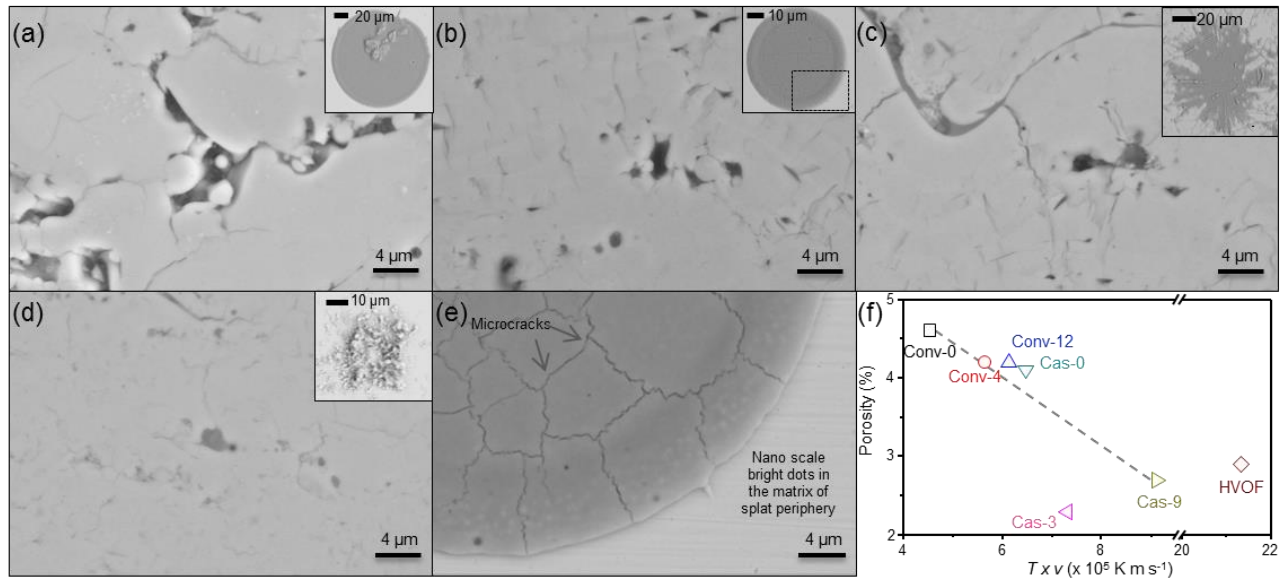 (a)
20 µm
4 µm
(b)
10 µm
4 µm
(c)
20 µm
4 µm
(d)
10 µm
4 µm
(e)
Microcracks
Nano scale
bright dots in
the matrix of
splat periphery
4 µm
(f)
5
4
3
2
Porosity (%)
Conv-0
Conv-4
Conv-12
Cas-0
Cas-3
Cas-9
HVOF
4 6 8 20 22
T x v (x 10⁵ K m s⁻¹)